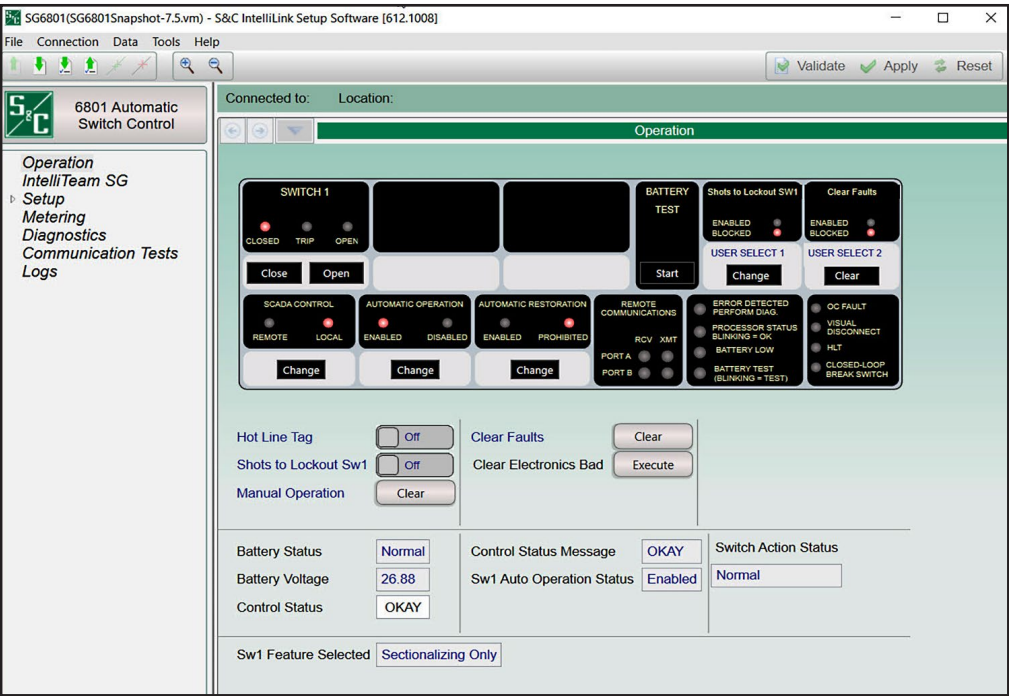 SG6801(SG6801Snapshot-7.5.vm) - S&C IntelliLink Setup Software [612.1008]
File Connection Data Tools Help
Validate Apply Reset
S&C
6801 Automatic
Switch Control
Connected to: Location:
Operation
Operation
IntelliTeam SG
Setup
Metering
Diagnostics
Communication Tests
Logs
SWITCH 1
CLOSED TRIP OPEN
Close Open
BATTERY
TEST
Start
Shots to Lockout SW1
ENABLED
BLOCKED
USER SELECT 1
Change
Clear Faults
ENABLED
BLOCKED
USER SELECT 2
Clear
SCADA CONTROL
REMOTE LOCAL
Change
AUTOMATIC OPERATION
ENABLED DISABLED
Change
AUTOMATIC RESTORATION
ENABLED PROHIBITED
Change
REMOTE
COMMUNICATIONS
RCV XMT
PORT A
PORT B
ERROR DETECTED
PERFORM DIAG.
PROCESSOR STATUS
BLINKING = OK
BATTERY LOW
BATTERY TEST
(BLINKING = TEST)
OC FAULT
VISUAL
DISCONNECT
HLT
CLOSED-LOOP
BREAK SWITCH
Hot Line Tag Off
Shots to Lockout Sw1 Off
Manual Operation Clear
Clear Faults Clear
Clear Electronics Bad Execute
Battery Status Normal
Battery Voltage 26.88
Control Status OKAY
Control Status Message OKAY
Sw1 Auto Operation Status Enabled
Switch Action Status
Normal
Sw1 Feature Selected Sectionalizing Only